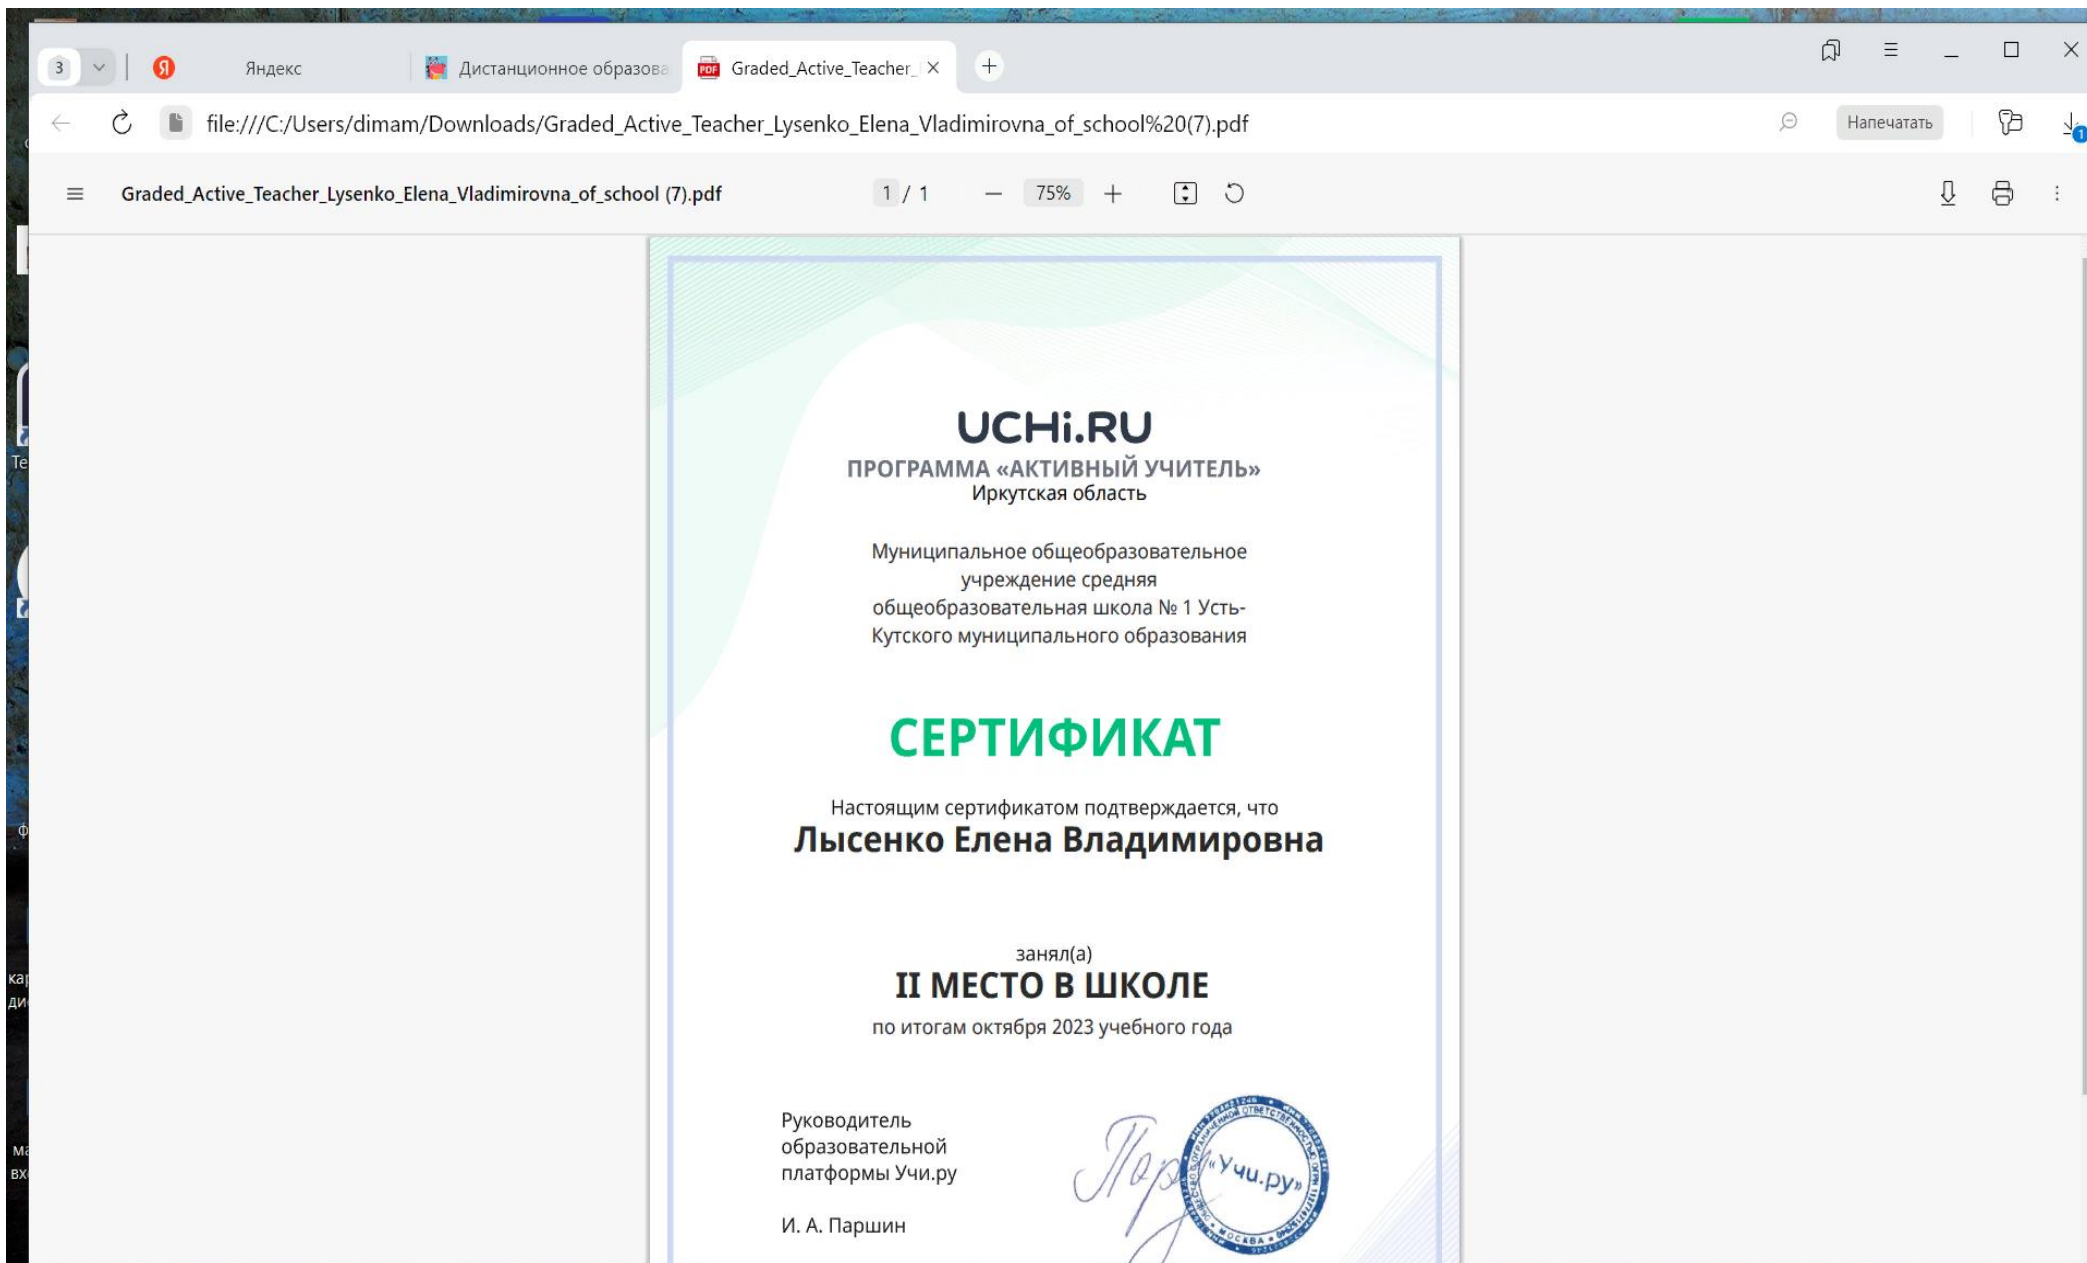 3
Яндекс
Дистанционное образова
Graded_Active_Teacher_
file:///C:/Users/dimam/Downloads/Graded_Active_Teacher_Lysenko_Elena_Vladimirovna_of_school%20(7).pdf
Напечатать
1
Graded_Active_Teacher_Lysenko_Elena_Vladimirovna_of_school (7).pdf
1 / 1
75%
UCHi.RU
ПРОГРАММА «АКТИВНЫЙ УЧИТЕЛЬ»
Иркутская область
Муниципальное общеобразовательное
учреждение средняя
общеобразовательная школа № 1 Усть-
Кутского муниципального образования
СЕРТИФИКАТ
Настоящим сертификатом подтверждается, что
Лысенко Елена Владимировна
занял(а)
II МЕСТО В ШКОЛЕ
по итогам октября 2023 учебного года
Руководитель
образовательной
платформы Учи.ру
И. А. Паршин
«Учи.ру»
МОСКВА